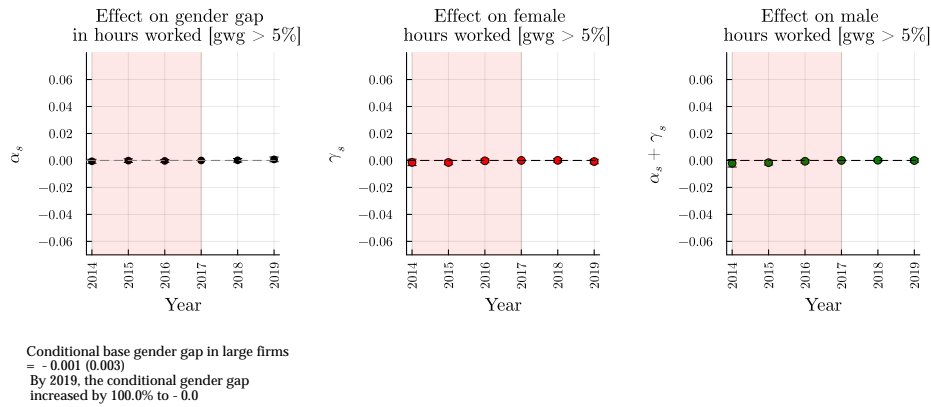 Effect on gender gap
in hours worked [gwg > 5%]
0.06
0.04
0.02
0.00
−0.02
−0.04
−0.06
α_s
2014
2015
2016
2017
2018
2019
Year
Effect on female
hours worked [gwg > 5%]
0.06
0.04
0.02
0.00
−0.02
−0.04
−0.06
γ_s
2014
2015
2016
2017
2018
2019
Year
Effect on male
hours worked [gwg > 5%]
0.06
0.04
0.02
0.00
−0.02
−0.04
−0.06
α_s + γ_s
2014
2015
2016
2017
2018
2019
Year
Conditional base gender gap in large firms
= - 0.001 (0.003)
By 2019, the conditional gender gap
increased by 100.0% to - 0.0